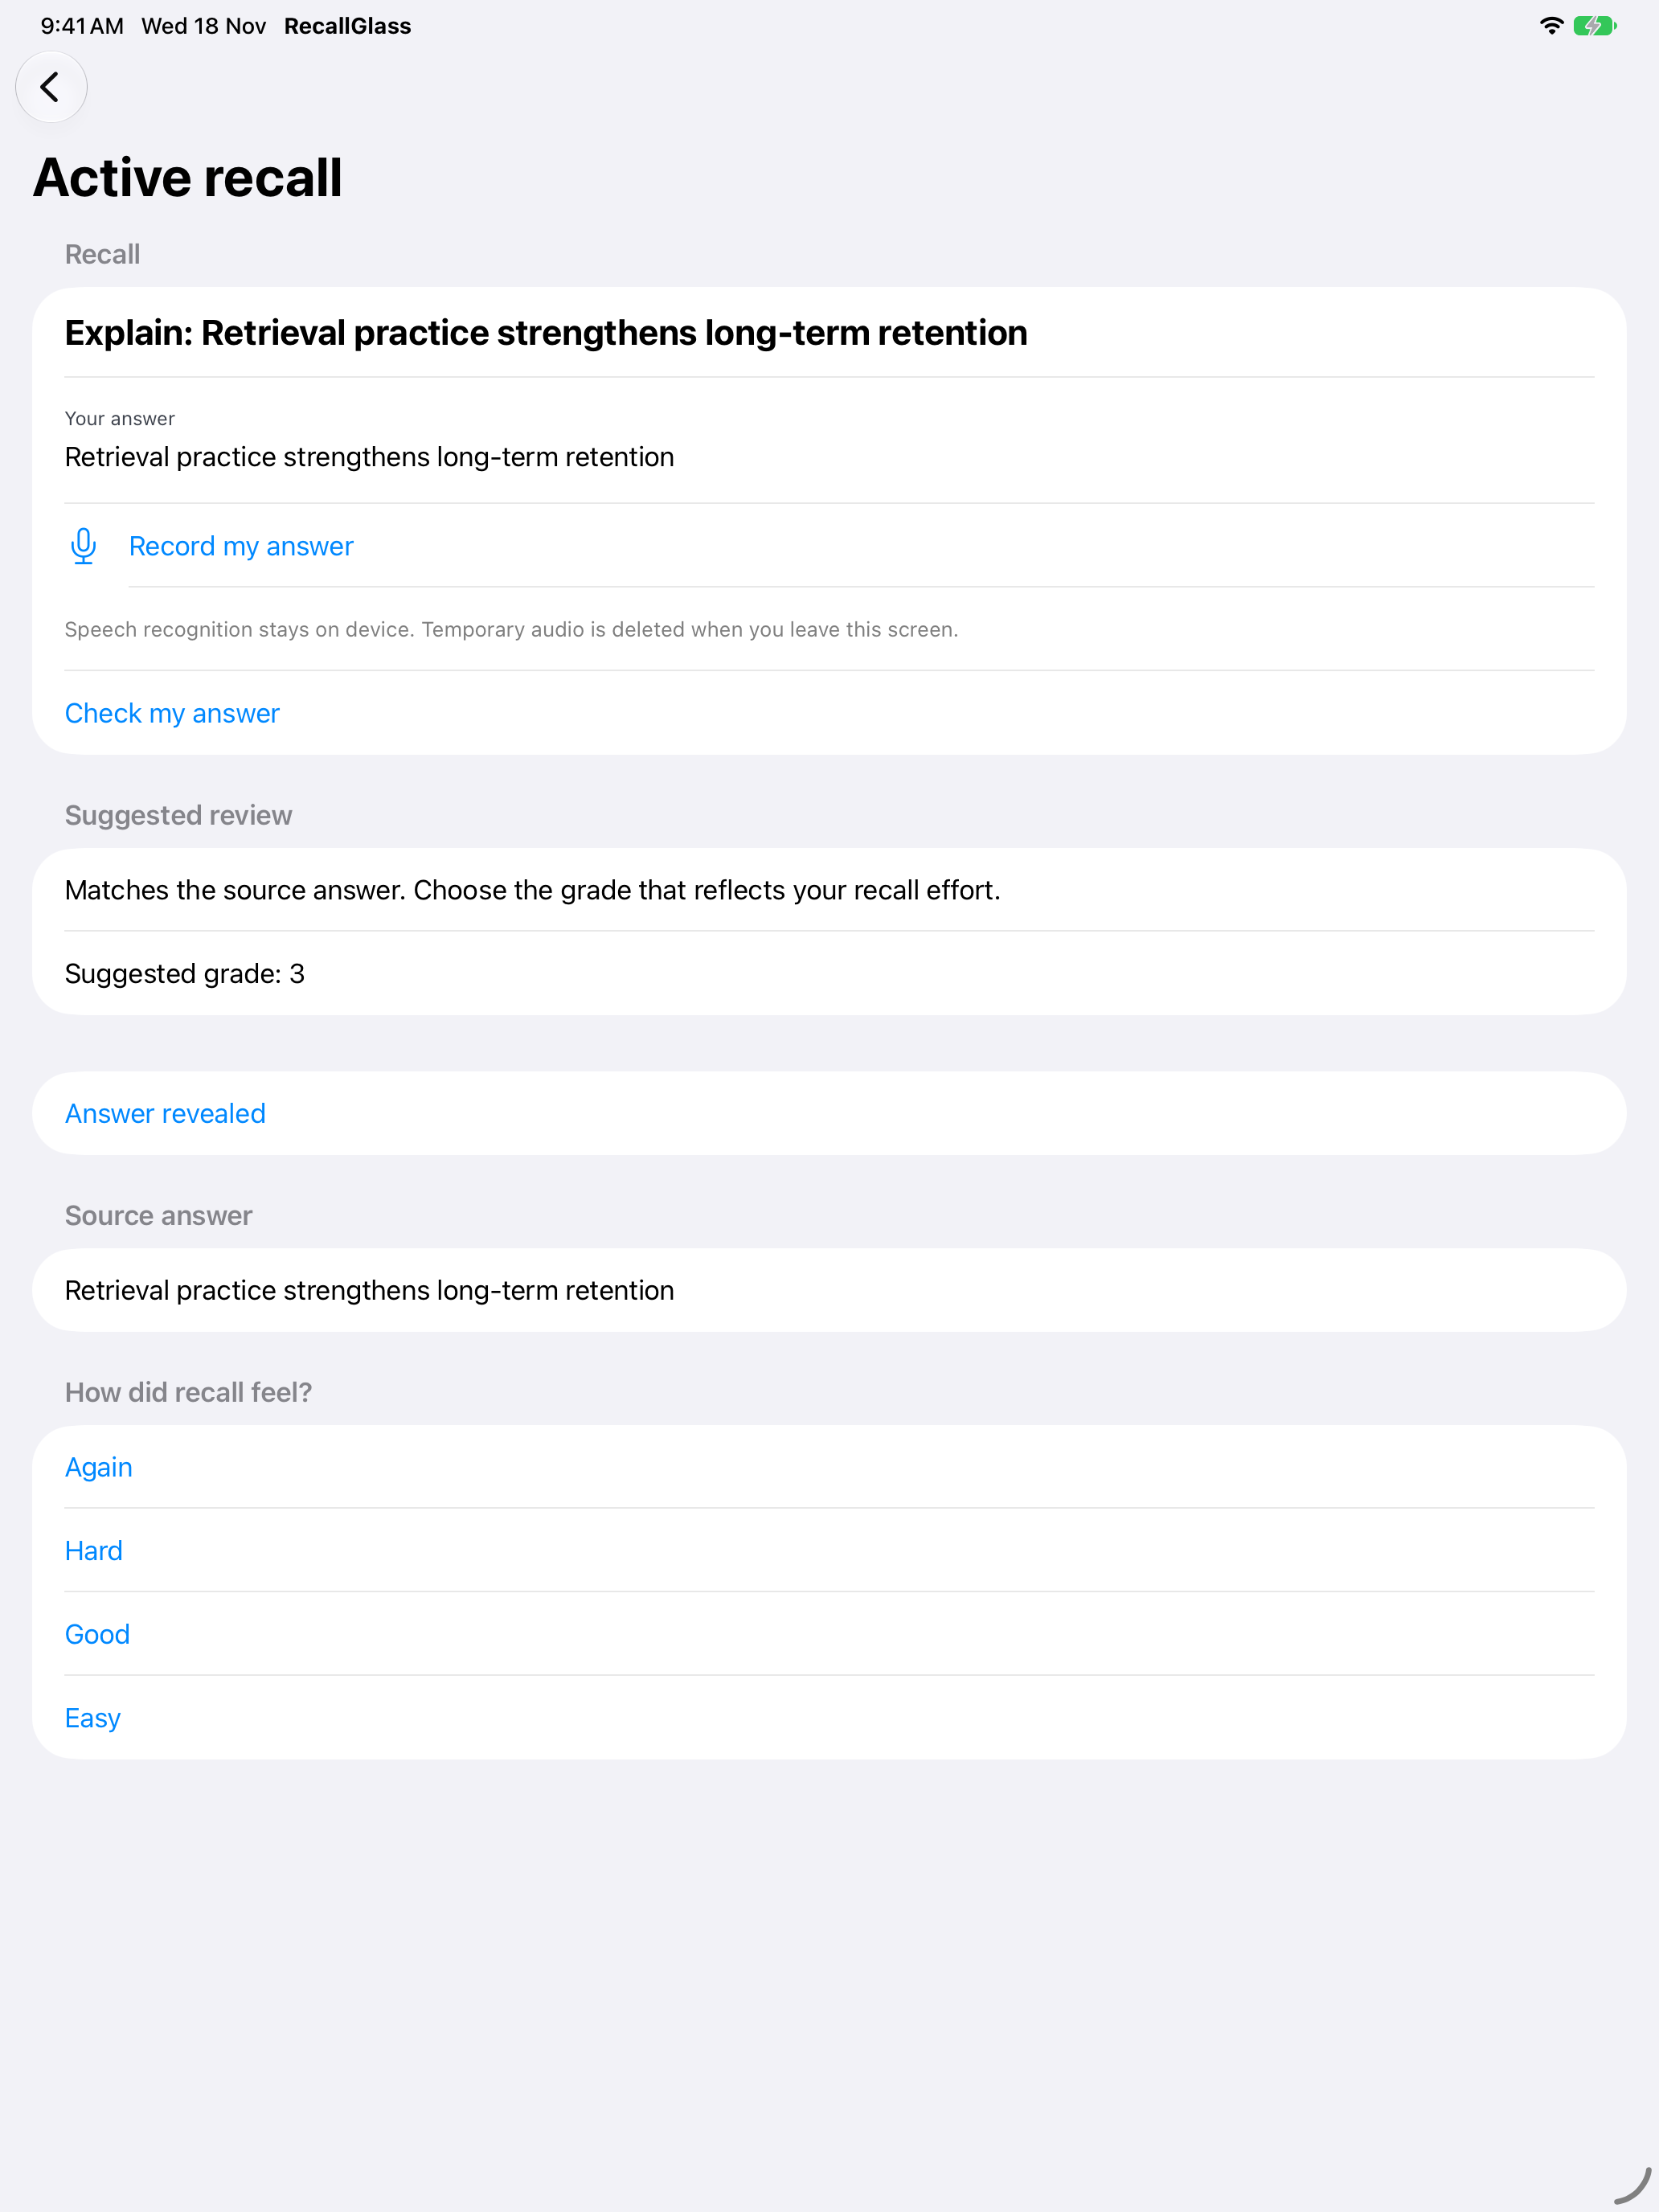 9:41 AM Wed 18 Nov RecallGlass
Active recall
Recall
Explain: Retrieval practice strengthens long-term retention
Your answer
Retrieval practice strengthens long-term retention
Record my answer
Speech recognition stays on device. Temporary audio is deleted when you leave this screen.
Check my answer
Suggested review
Matches the source answer. Choose the grade that reflects your recall effort.
Suggested grade: 3
Answer revealed
Source answer
Retrieval practice strengthens long-term retention
How did recall feel?
Again
Hard
Good
Easy